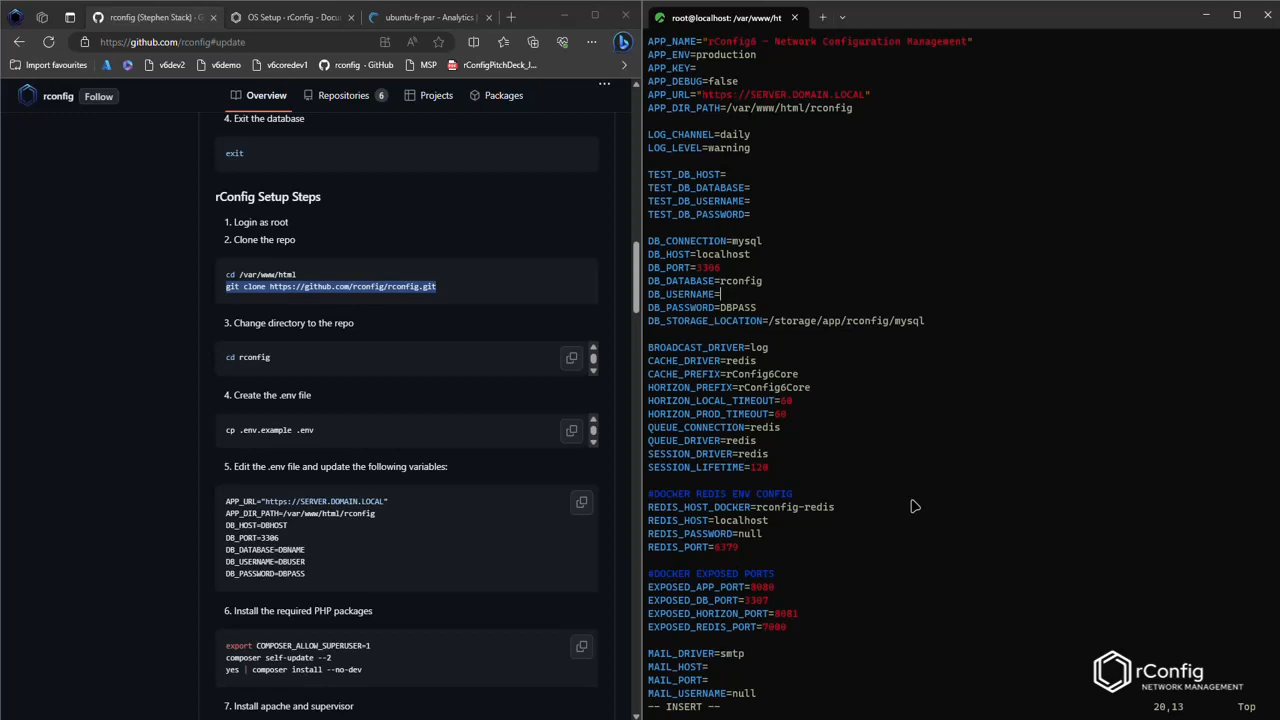 rconfig (Stephen Stack) · G
OS Setup - rConfig - Documen
ubuntu-fr-par - Analytics |
https://github.com/rconfig#update
Import favourites
v6dev2
v6demo
v6coredev1
rconfig - GitHub
MSP
rConfigPitchDeck_J...
rconfig
Follow
Overview
Repositories 6
Projects
Packages
4. Exit the database
exit
rConfig Setup Steps
1. Login as root
2. Clone the repo
cd /var/www/html
git clone https://github.com/rconfig/rconfig.git
3. Change directory to the repo
cd rconfig
4. Create the .env file
cp .env.example .env
5. Edit the .env file and update the following variables:
APP_URL="https://SERVER.DOMAIN.LOCAL"
APP_DIR_PATH=/var/www/html/rconfig
DB_HOST=DBHOST
DB_PORT=3306
DB_DATABASE=DBNAME
DB_USERNAME=DBUSER
DB_PASSWORD=DBPASS
6. Install the required PHP packages
export COMPOSER_ALLOW_SUPERUSER=1
composer self-update --2
yes | composer install --no-dev
7. Install apache and supervisor
root@localhost: /var/www/ht
APP_NAME="rConfig6 - Network Configuration Management"
APP_ENV=production
APP_KEY=
APP_DEBUG=false
APP_URL="https://SERVER.DOMAIN.LOCAL"
APP_DIR_PATH=/var/www/html/rconfig
LOG_CHANNEL=daily
LOG_LEVEL=warning
TEST_DB_HOST=
TEST_DB_DATABASE=
TEST_DB_USERNAME=
TEST_DB_PASSWORD=
DB_CONNECTION=mysql
DB_HOST=localhost
DB_PORT=3306
DB_DATABASE=rconfig
DB_USERNAME=
DB_PASSWORD=DBPASS
DB_STORAGE_LOCATION=/storage/app/rconfig/mysql
BROADCAST_DRIVER=log
CACHE_DRIVER=redis
CACHE_PREFIX=rConfig6Core
HORIZON_PREFIX=rConfig6Core
HORIZON_LOCAL_TIMEOUT=60
HORIZON_PROD_TIMEOUT=60
QUEUE_CONNECTION=redis
QUEUE_DRIVER=redis
SESSION_DRIVER=redis
SESSION_LIFETIME=120
#DOCKER REDIS ENV CONFIG
REDIS_HOST_DOCKER=rconfig-redis
REDIS_HOST=localhost
REDIS_PASSWORD=null
REDIS_PORT=6379
#DOCKER EXPOSED PORTS
EXPOSED_APP_PORT=8080
EXPOSED_DB_PORT=3307
EXPOSED_HORIZON_PORT=8081
EXPOSED_REDIS_PORT=7000
MAIL_DRIVER=smtp
MAIL_HOST=
MAIL_PORT=
MAIL_USERNAME=null
-- INSERT --
20,13
Top
rConfig
NETWORK MANAGEMENT